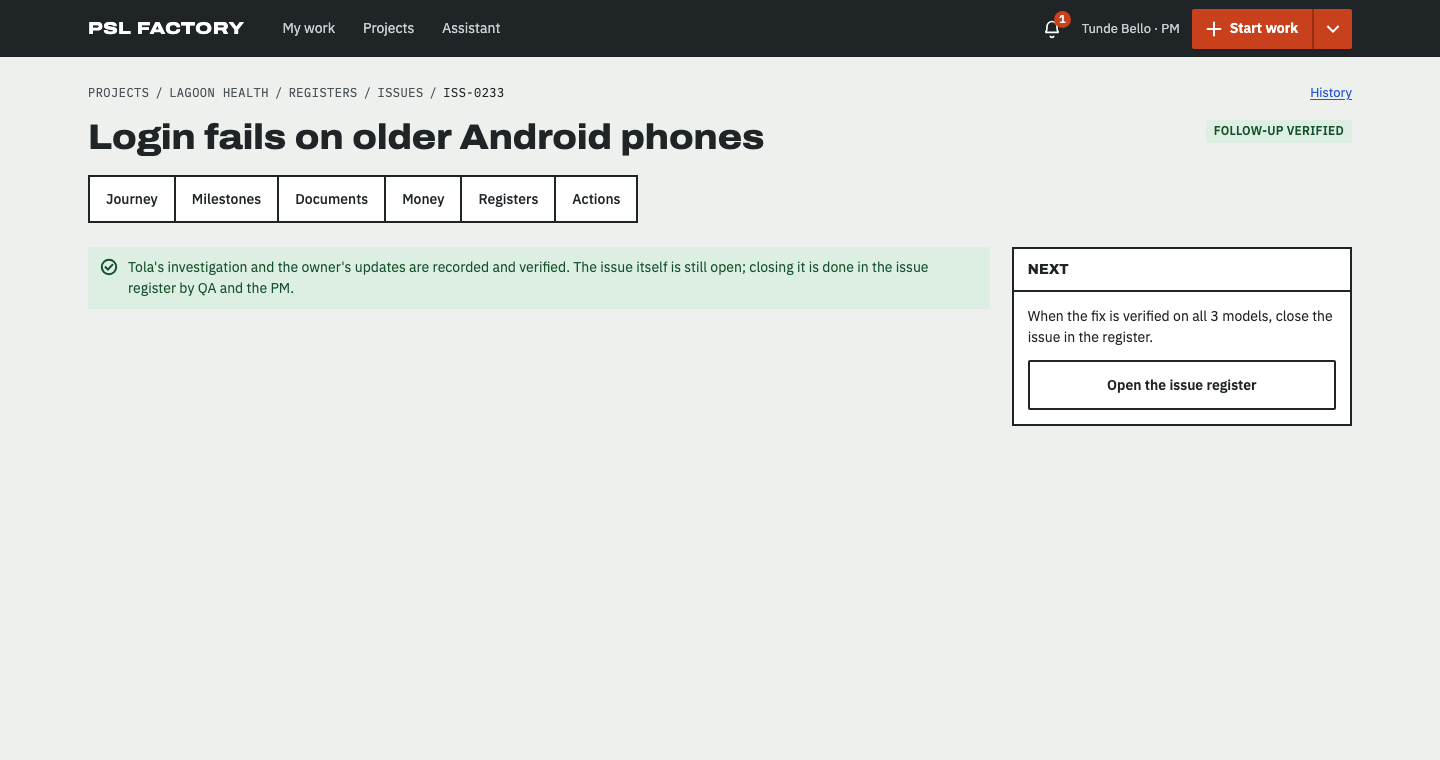 PSL FACTORY
My work
Projects
Assistant
1
Tunde Bello · PM
Start work
PROJECTS / LAGOON HEALTH / REGISTERS / ISSUES / ISS-0233
History
Login fails on older Android phones
FOLLOW-UP VERIFIED
Journey
Milestones
Documents
Money
Registers
Actions
Tola's investigation and the owner's updates are recorded and verified. The issue itself is still open; closing it is done in the issue
register by QA and the PM.
NEXT
When the fix is verified on all 3 models, close the
issue in the register.
Open the issue register